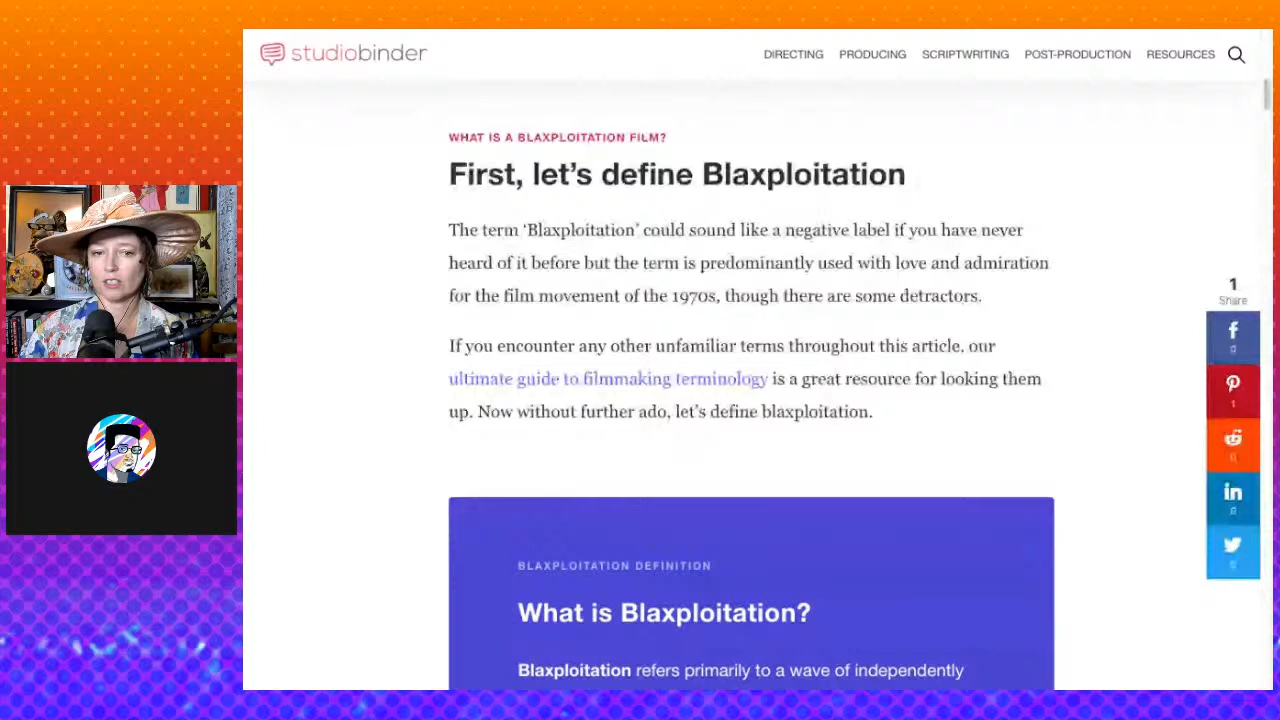 studiobinder
DIRECTING PRODUCING SCRIPTWRITING POST-PRODUCTION RESOURCES
WHAT IS A BLAXPLOITATION FILM?
First, let’s define Blaxploitation
The term ‘Blaxploitation’ could sound like a negative label if you have never
heard of it before but the term is predominantly used with love and admiration
for the film movement of the 1970s, though there are some detractors.
If you encounter any other unfamiliar terms throughout this article, our
ultimate guide to filmmaking terminology is a great resource for looking them
up. Now without further ado, let’s define blaxploitation.
1
Share
0
1
0
0
0
BLAXPLOITATION DEFINITION
What is Blaxploitation?
Blaxploitation refers primarily to a wave of independently